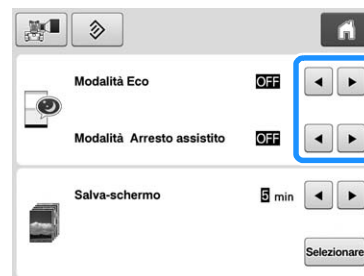 Modalità Eco OFF
Modalità Arresto assistito OFF
Salva-schermo 5 min
Selezionare